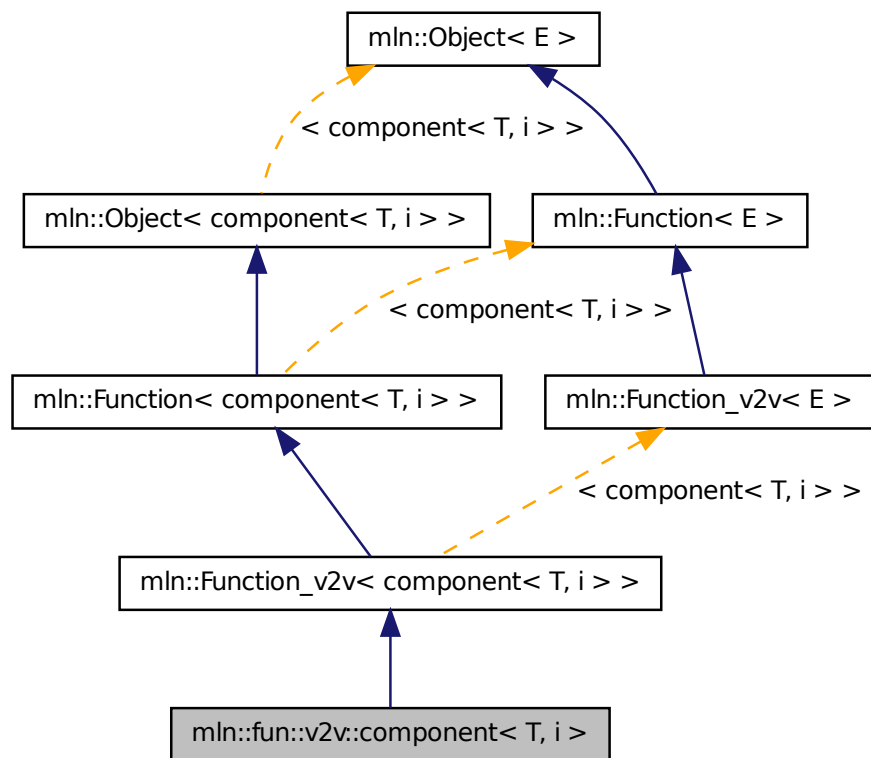 mln::Object< E >
< component< T, i > >
mln::Object< component< T, i > >
mln::Function< E >
< component< T, i > >
mln::Function< component< T, i > >
mln::Function_v2v< E >
< component< T, i > >
mln::Function_v2v< component< T, i > >
mln::fun::v2v::component< T, i >